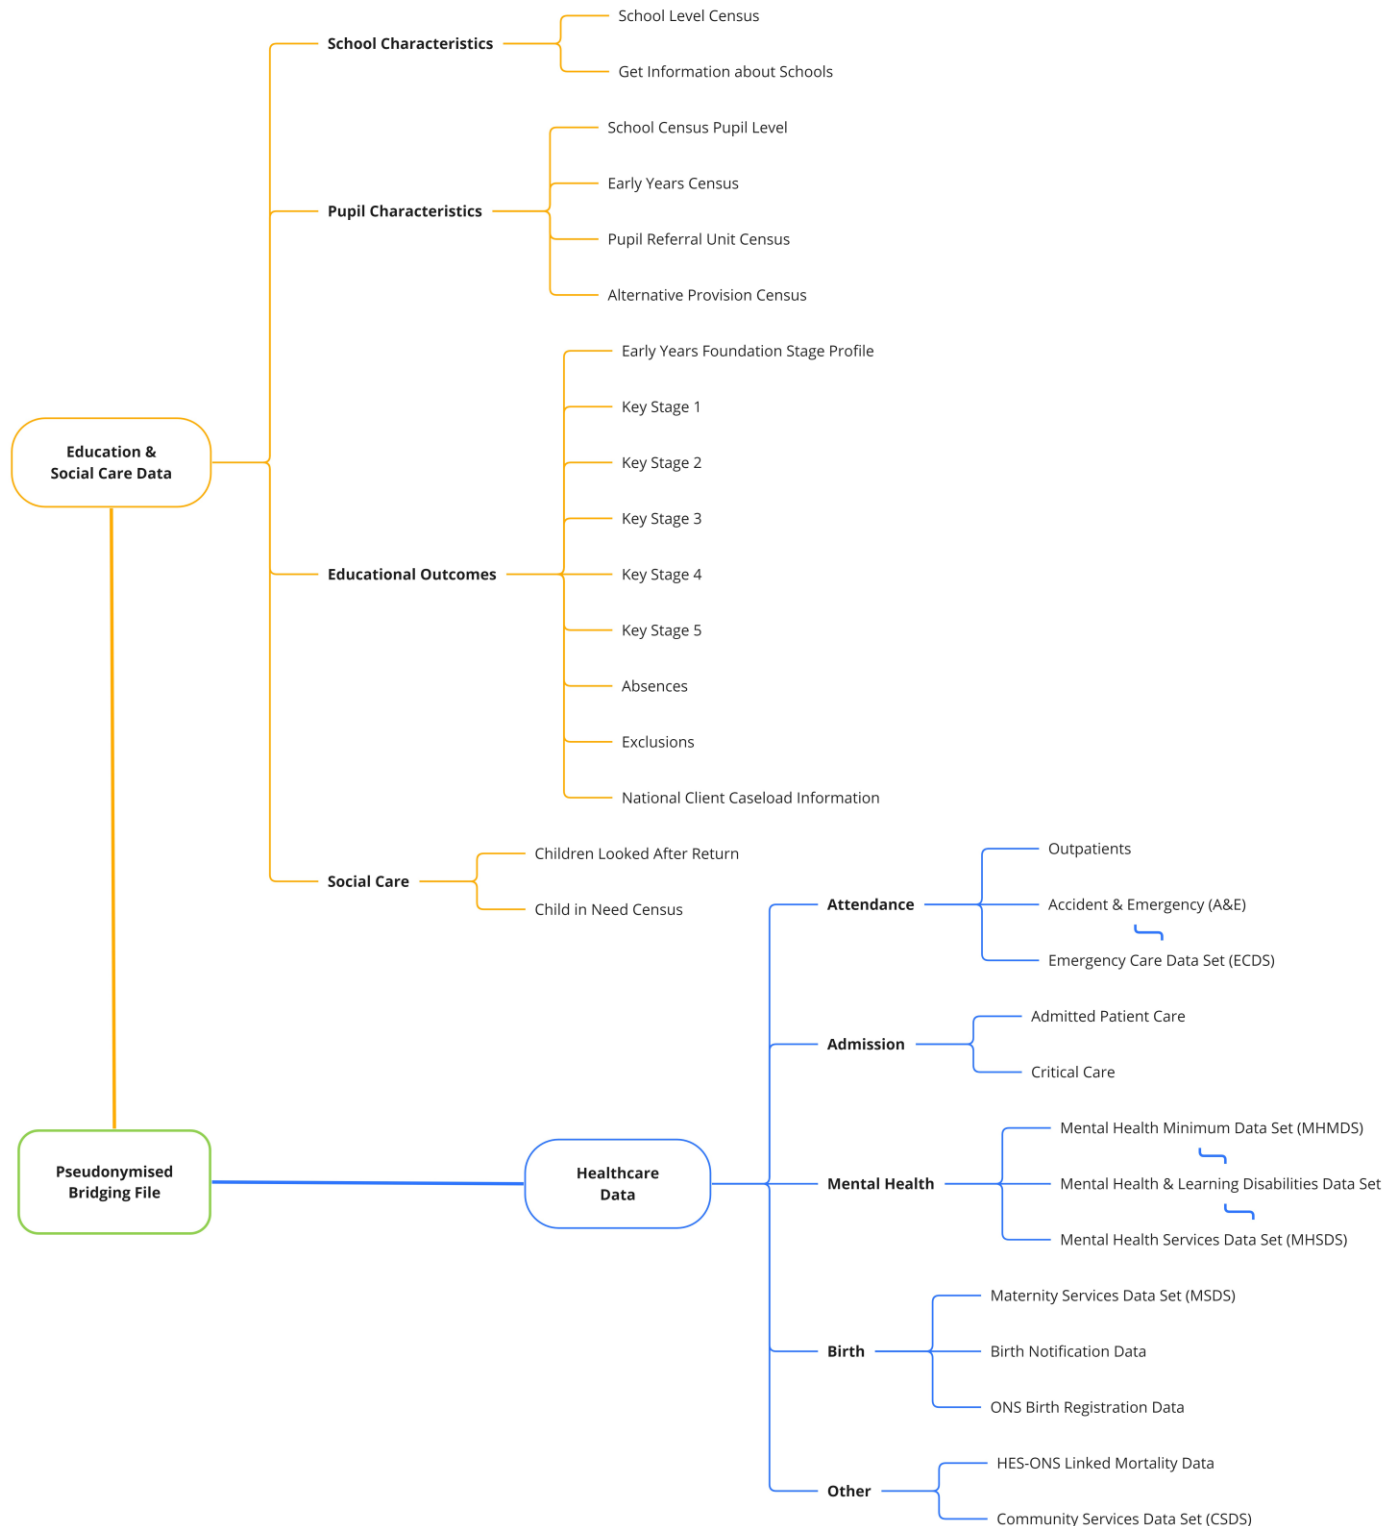 School Level Census
School Characteristics
Get Information about Schools
School Census Pupil Level
Early Years Census
Pupil Characteristics
Pupil Referral Unit Census
Alternative Provision Census
Early Years Foundation Stage Profile
Key Stage 1
Education &
Social Care Data
Key Stage 2
Key Stage 3
Educational Outcomes
Key Stage 4
Key Stage 5
Absences
Exclusions
National Client Caseload Information
Children Looked After Return
Social Care
Child in Need Census
Outpatients
Attendance
Accident & Emergency (A&E)
Emergency Care Data Set (ECDS)
Admitted Patient Care
Admission
Critical Care
Pseudonymised
Bridging File
Healthcare
Data
Mental Health Minimum Data Set (MHMDS)
Mental Health
Mental Health & Learning Disabilities Data Set
Mental Health Services Data Set (MHSDS)
Maternity Services Data Set (MSDS)
Birth
Birth Notification Data
ONS Birth Registration Data
HES-ONS Linked Mortality Data
Other
Community Services Data Set (CSDS)